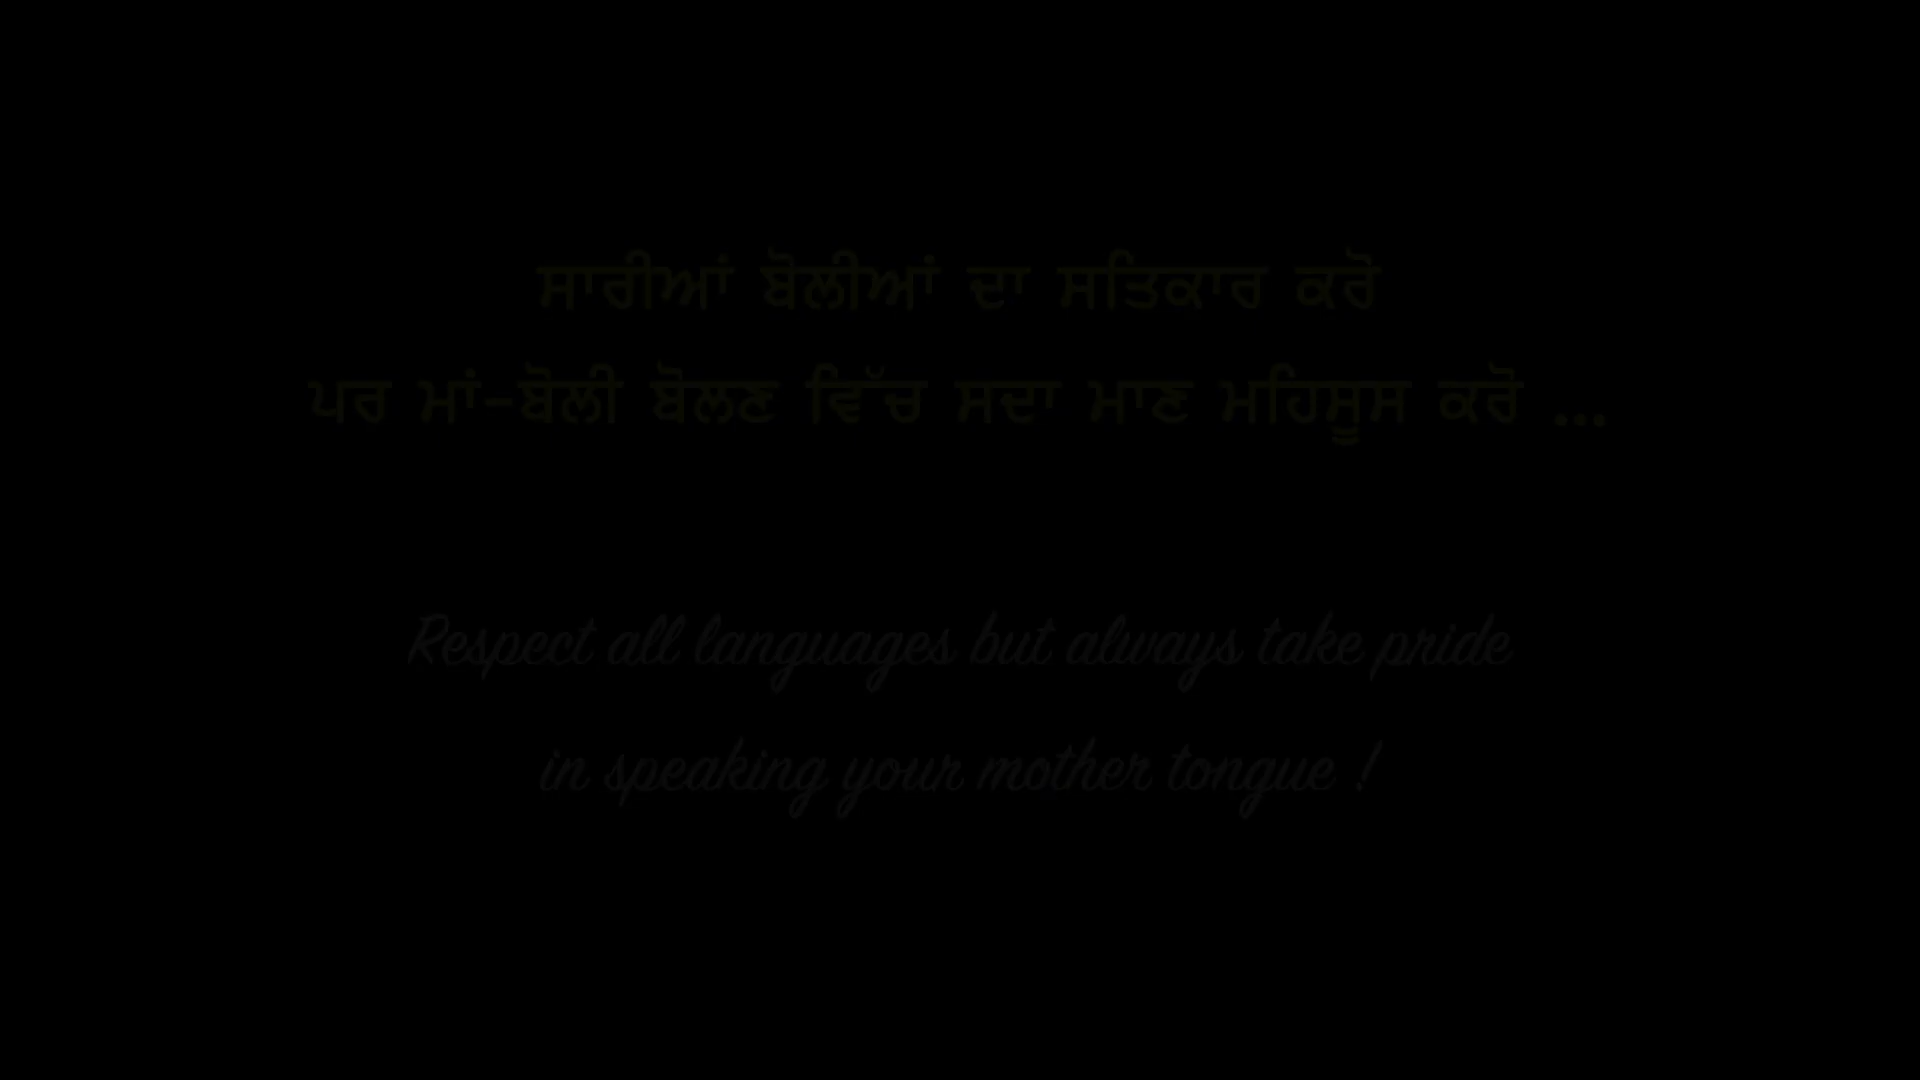 ਸਾਰੀਆਂ ਬੋਲੀਆਂ ਦਾ ਸਤਿਕਾਰ ਕਰੋ
ਪਰ ਮਾਂ-ਬੋਲੀ ਬੋਲਣ ਵਿੱਚ ਸਦਾ ਮਾਣ ਮਹਿਸੂਸ ਕਰੋ ...
Respect all languages but always take pride
in speaking your mother tongue !